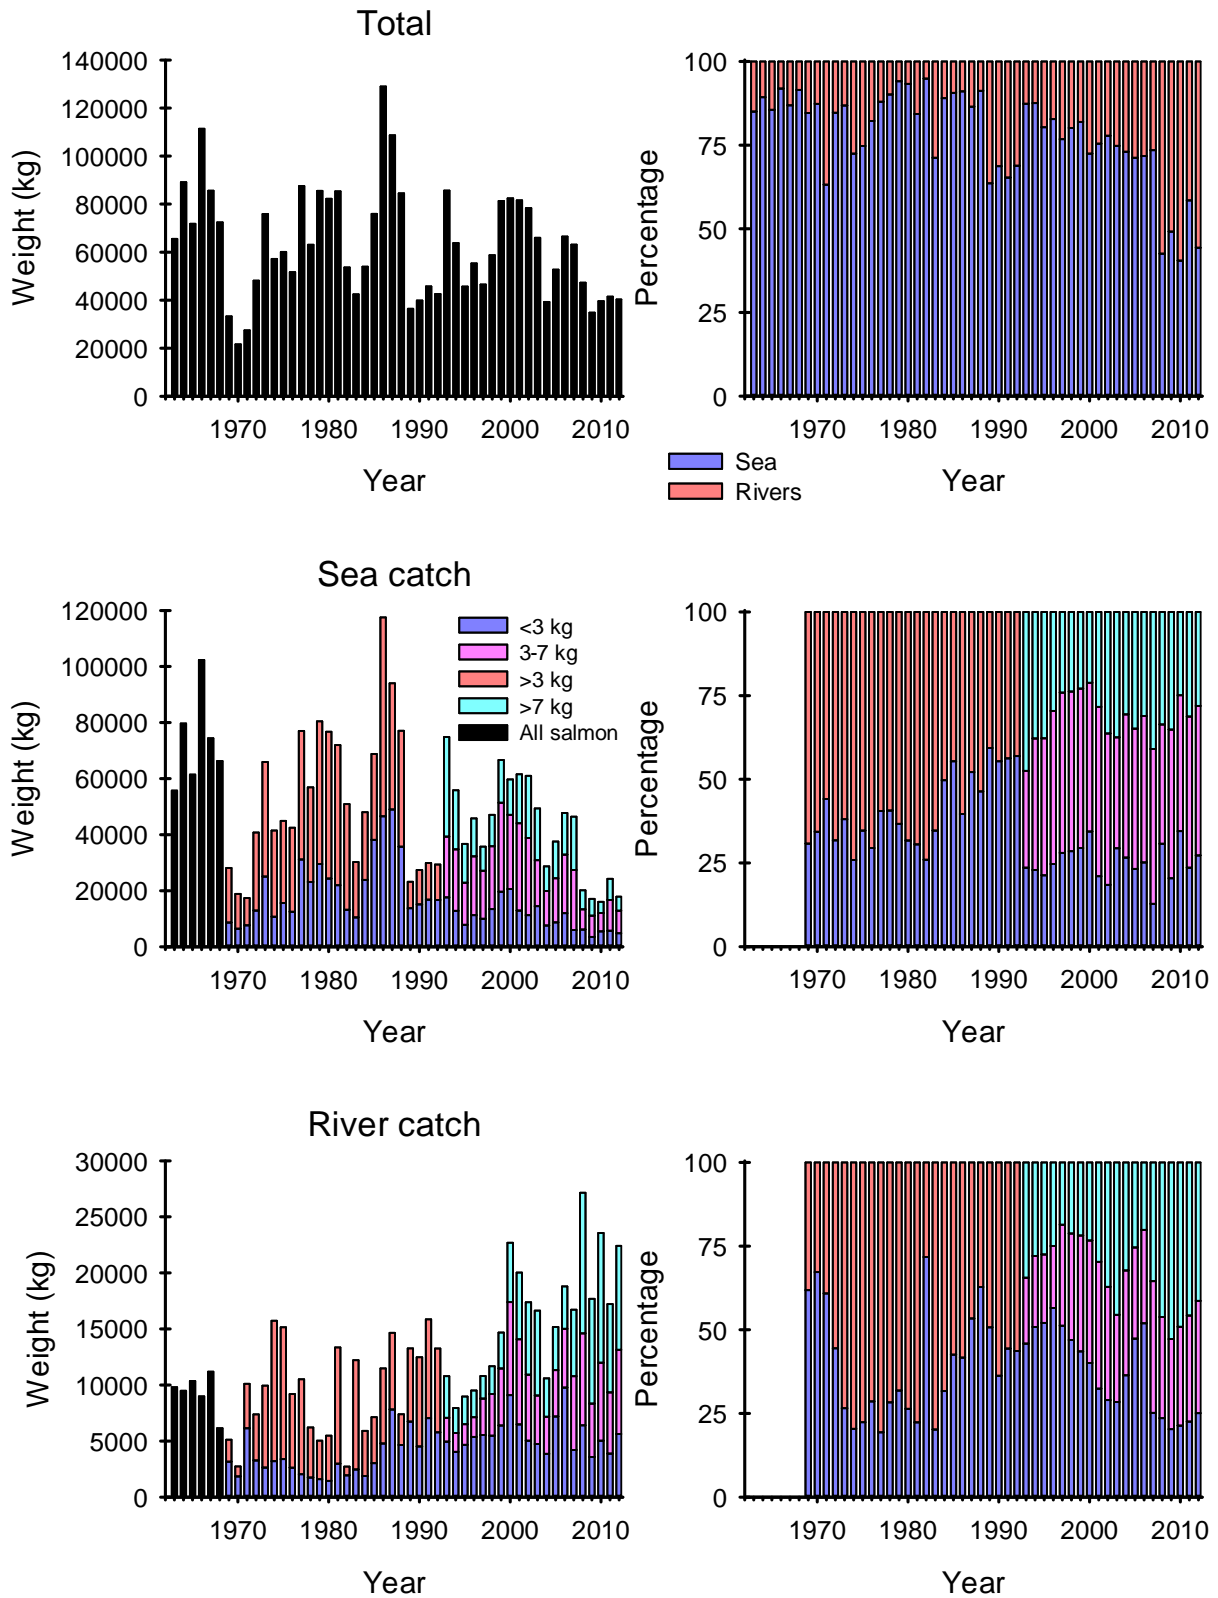 Total
140000
120000
100000
80000
60000
40000
20000
0
Weight (kg)
1970 1980 1990 2000 2010
Year
100
75
50
25
0
Percentage
1970 1980 1990 2000 2010
Year
Sea
Rivers
Sea catch
120000
100000
80000
60000
40000
20000
0
Weight (kg)
<3 kg
3-7 kg
>3 kg
>7 kg
All salmon
1970 1980 1990 2000 2010
Year
100
75
50
25
0
Percentage
1970 1980 1990 2000 2010
Year
River catch
30000
25000
20000
15000
10000
5000
0
Weight (kg)
1970 1980 1990 2000 2010
Year
100
75
50
25
0
Percentage
1970 1980 1990 2000 2010
Year